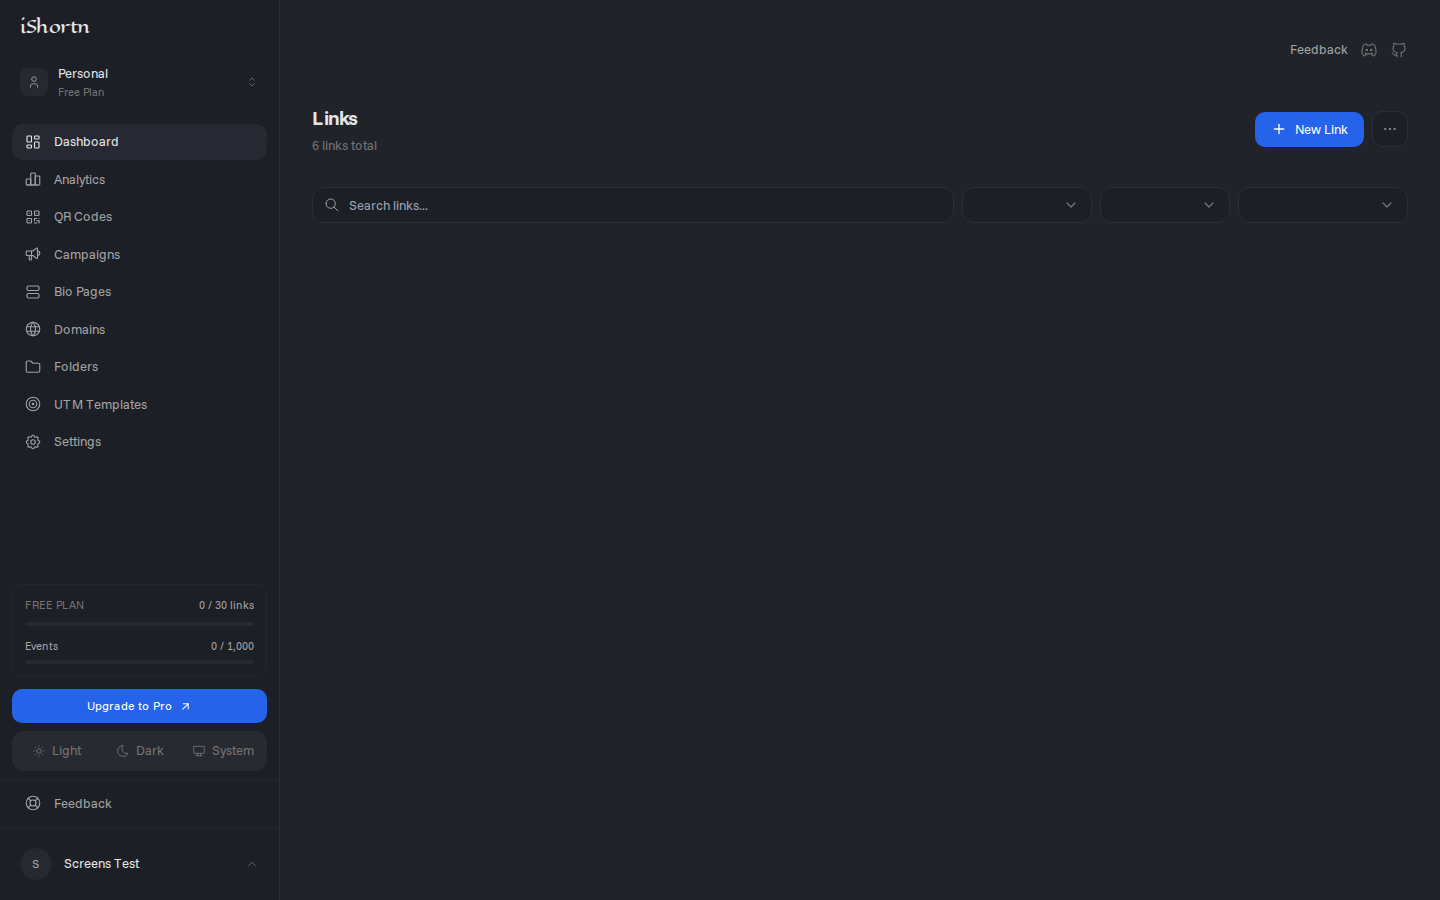 iShortn
Personal
Free Plan
Dashboard
Analytics
QR Codes
Campaigns
Bio Pages
Domains
Folders
UTM Templates
Settings
FREE PLAN 0 / 30 links
Events 0 / 1,000
Upgrade to Pro
Light Dark System
Feedback
S Screens Test
Feedback
Links
6 links total
New Link
Search links...